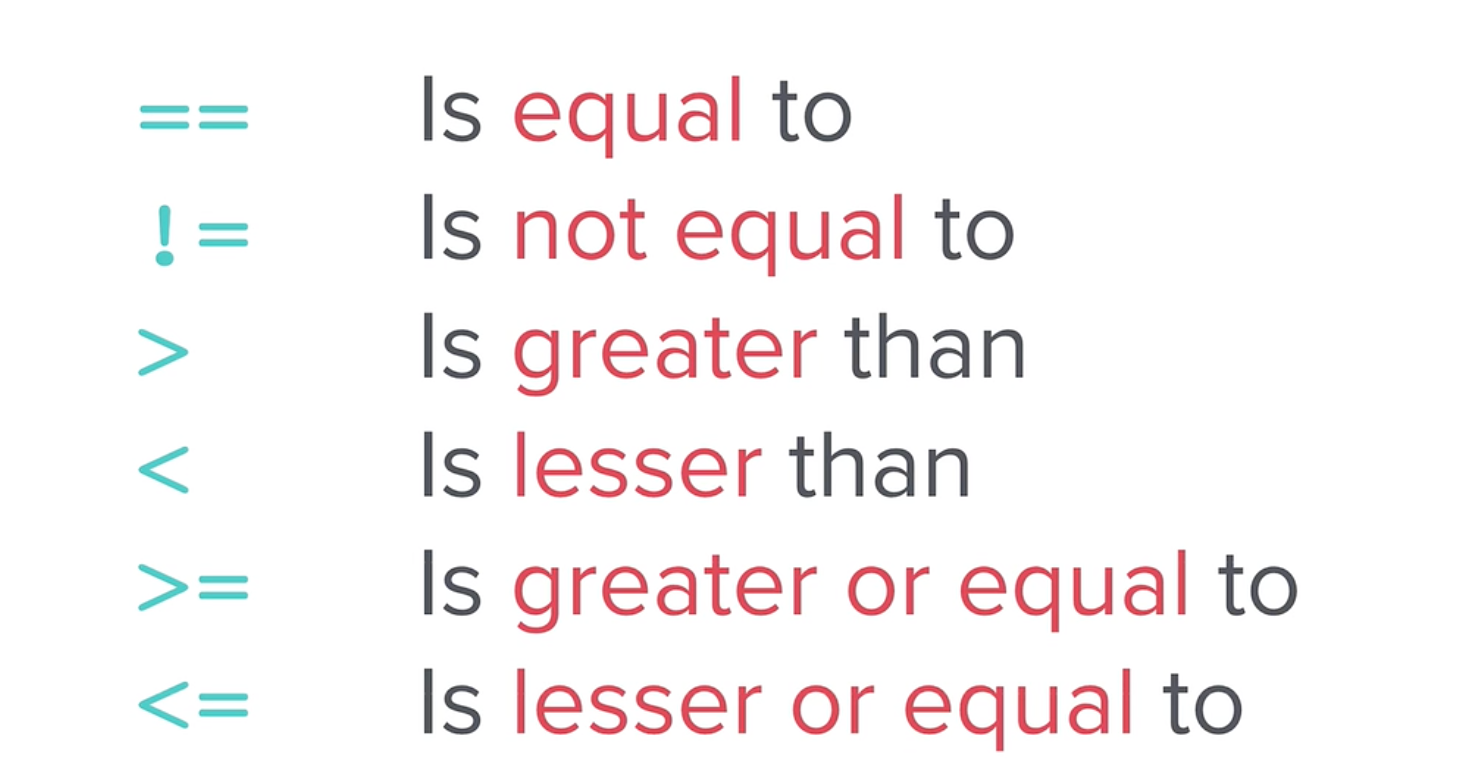 == Is equal to
!= Is not equal to
> Is greater than
< Is lesser than
>= Is greater or equal to
<= Is lesser or equal to